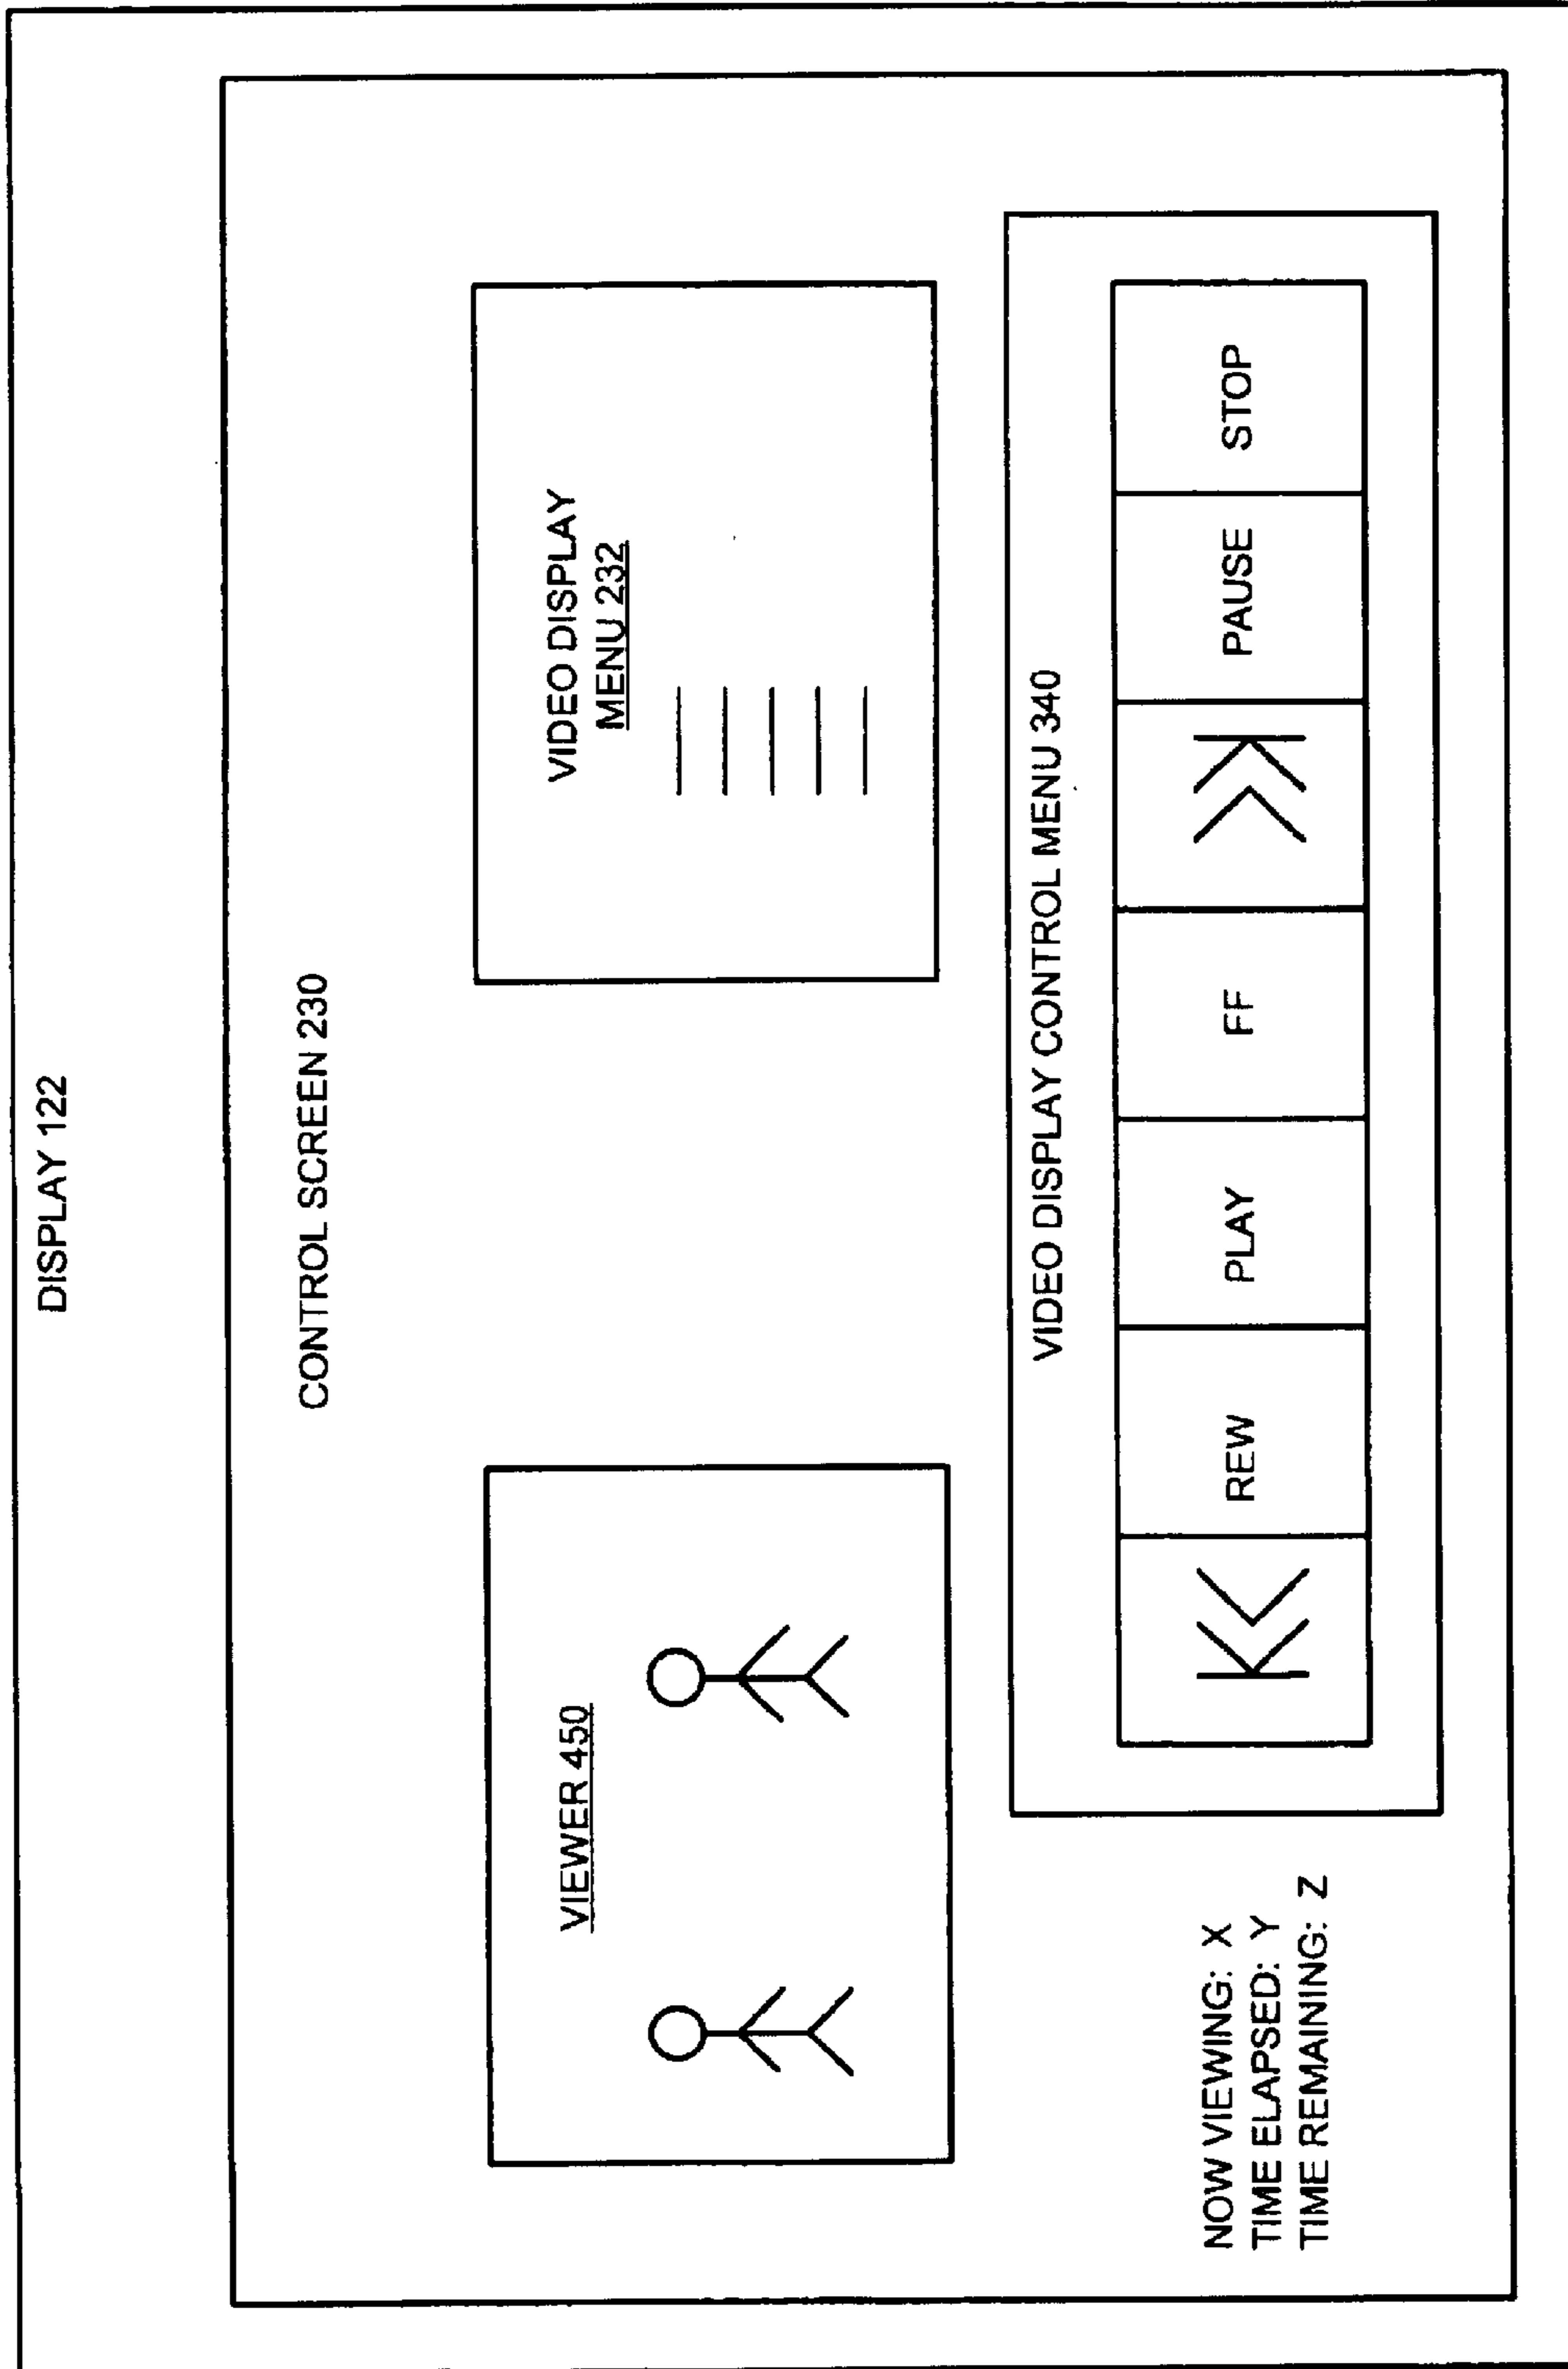 DISPLAY 122
CONTROL SCREEN 230
VIEWER 450
VIDEO DISPLAY
MENU 232
VIDEO DISPLAY CONTROL MENU 340
REW
PLAY
FF
PAUSE
STOP
NOW VIEWING: X
TIME ELAPSED: Y
TIME REMAINING: Z